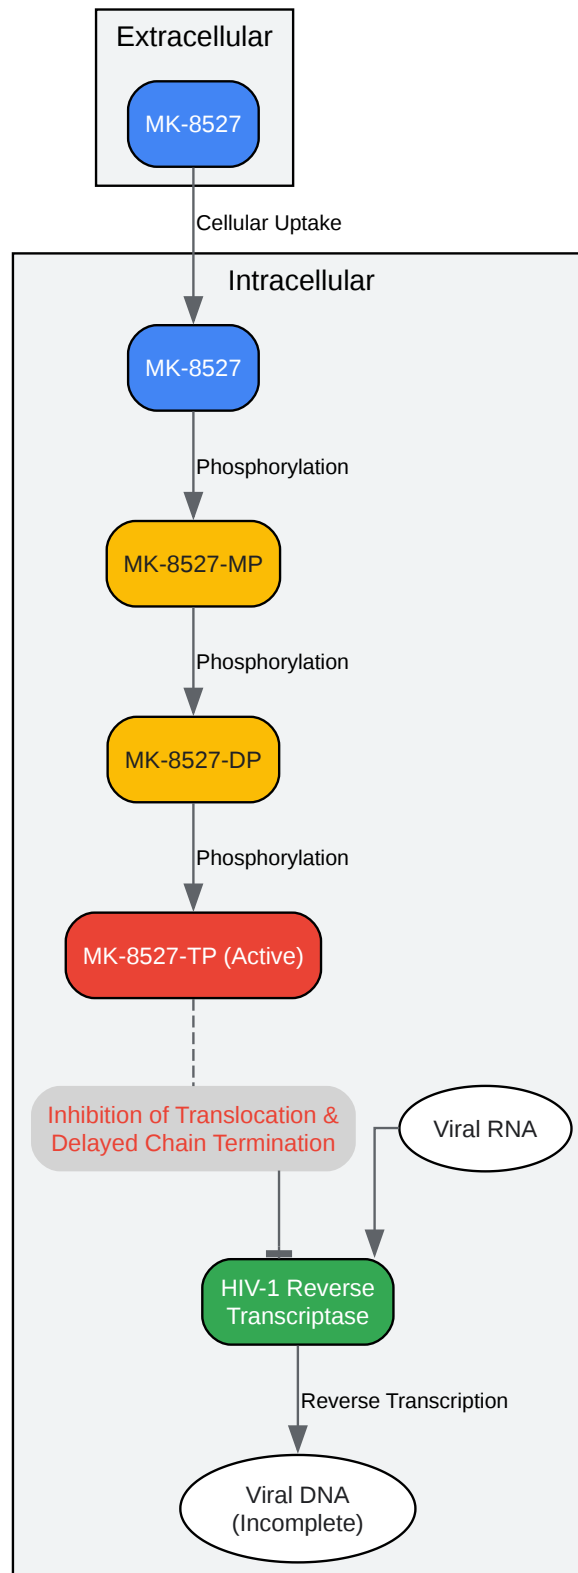 Extracellular
MK-8527
Cellular Uptake
Intracellular
MK-8527
Phosphorylation
MK-8527-MP
Phosphorylation
MK-8527-DP
Phosphorylation
MK-8527-TP (Active)
Inhibition of Translocation &
Delayed Chain Termination
Viral RNA
HIV-1 Reverse
Transcriptase
Reverse Transcription
Viral DNA
(Incomplete)